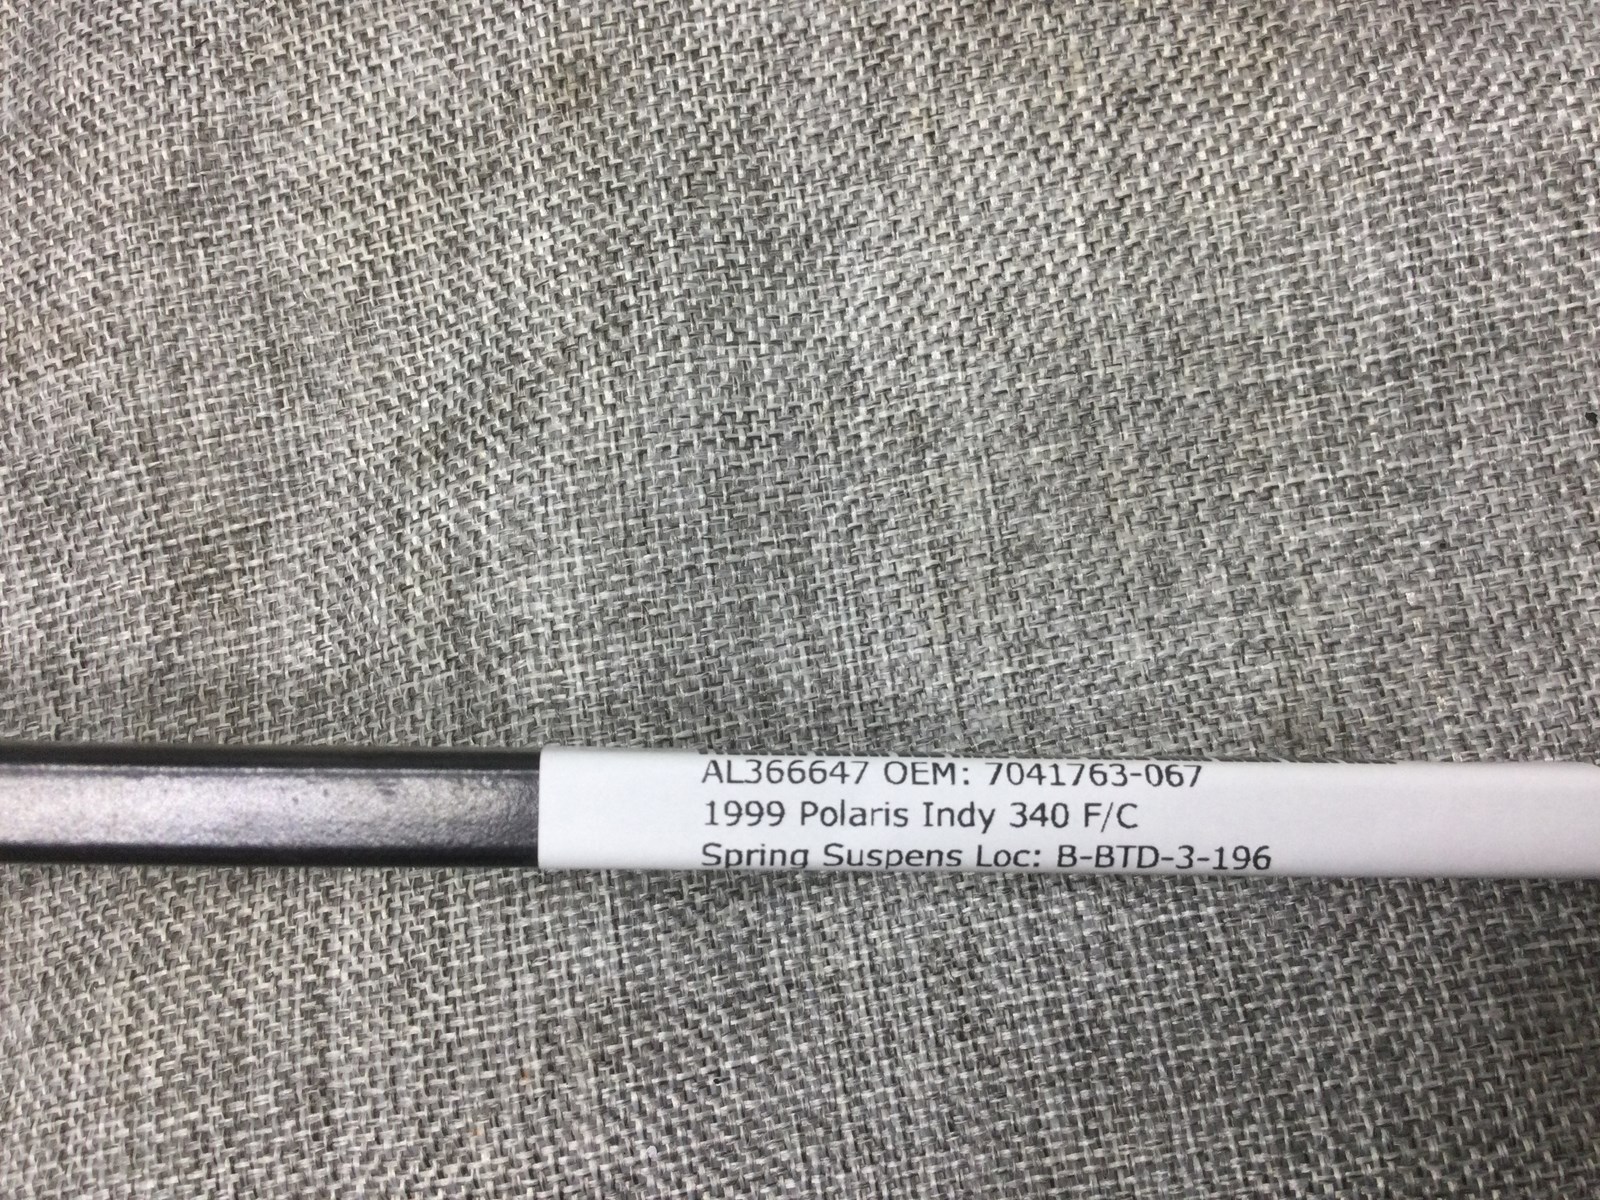 AL366647 OEM: 7041763-067
1999 Polaris Indy 340 F/C
Spring Suspens Loc: B-BTD-3-196